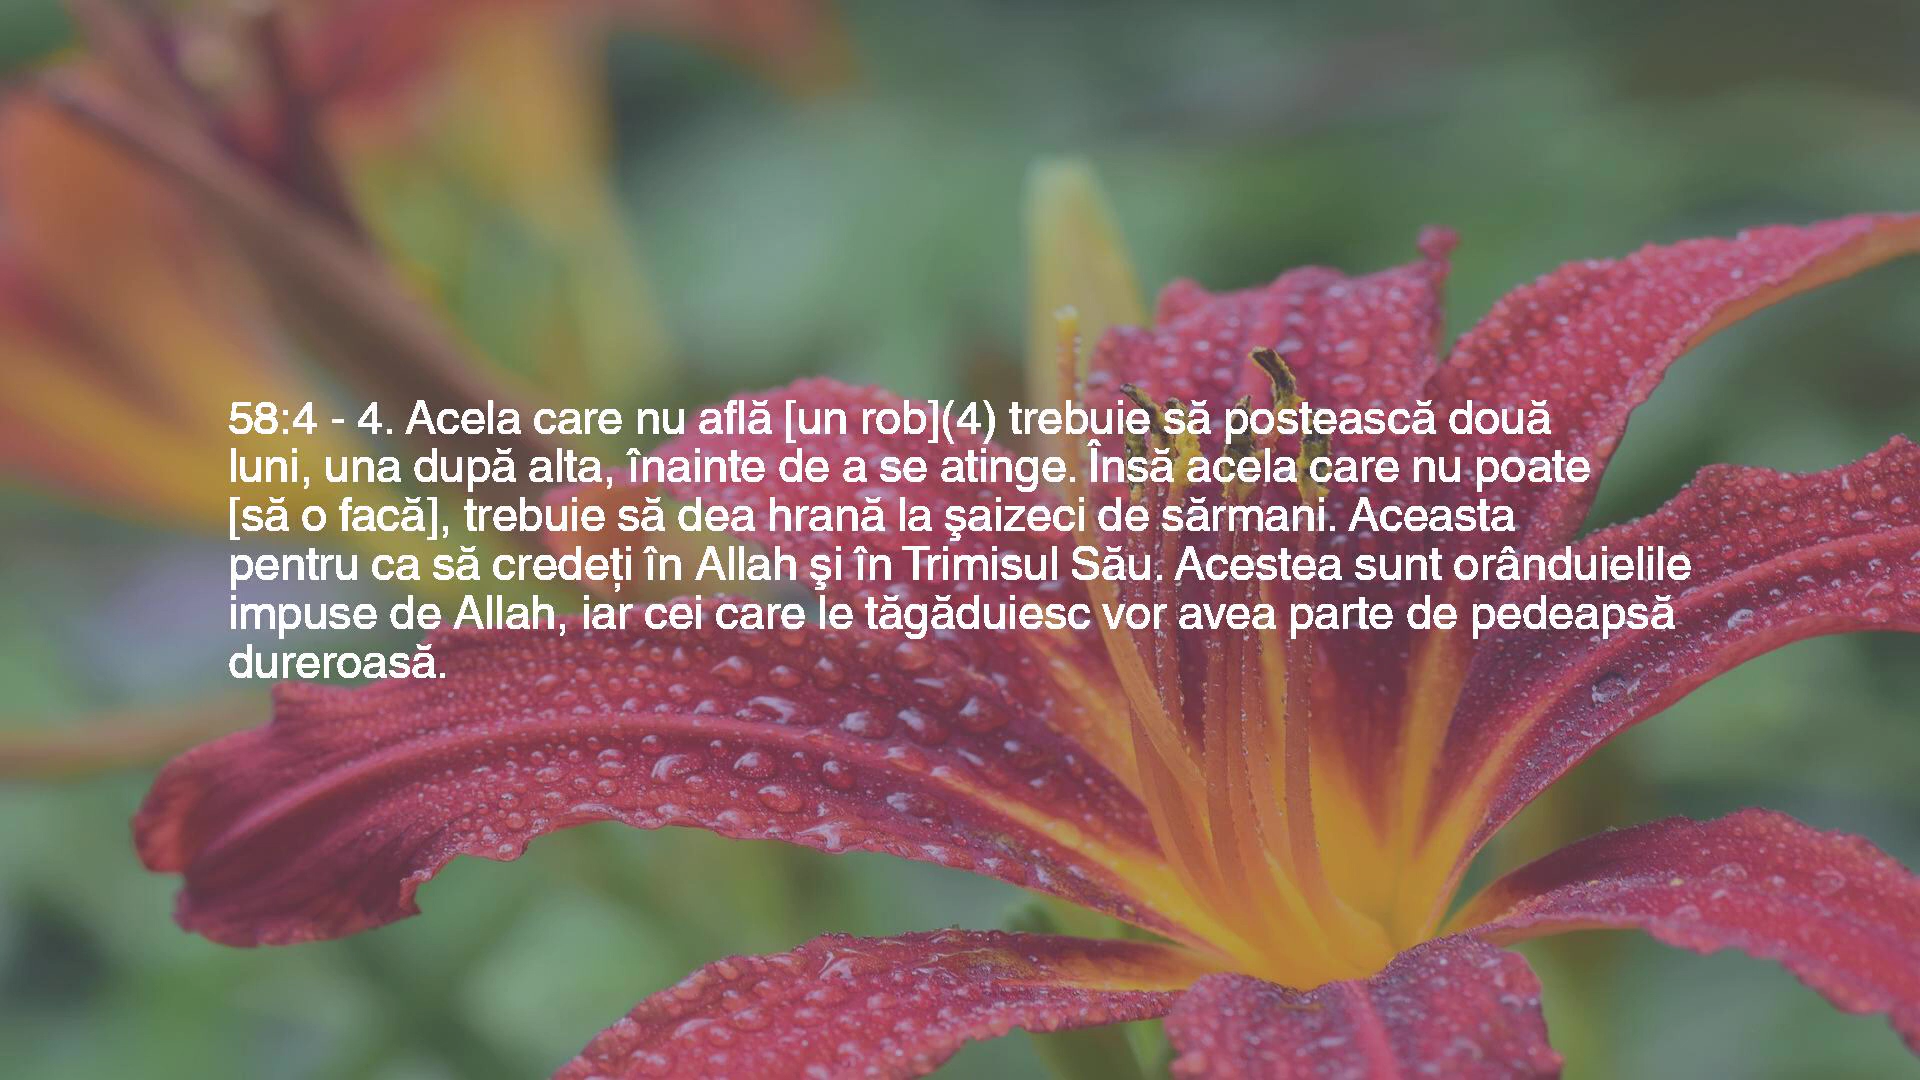 58:4 - 4. Acela care nu află [un rob](4) trebuie să postească două
luni, una după alta, înainte de a se atinge. Însă acela care nu poate
[să o facă], trebuie să dea hrană la şaizeci de sărmani. Aceasta
pentru ca să credeți în Allah şi în Trimisul Său. Acestea sunt orânduielile
impuse de Allah, iar cei care le tăgăduiesc vor avea parte de pedeapsă
dureroasă.